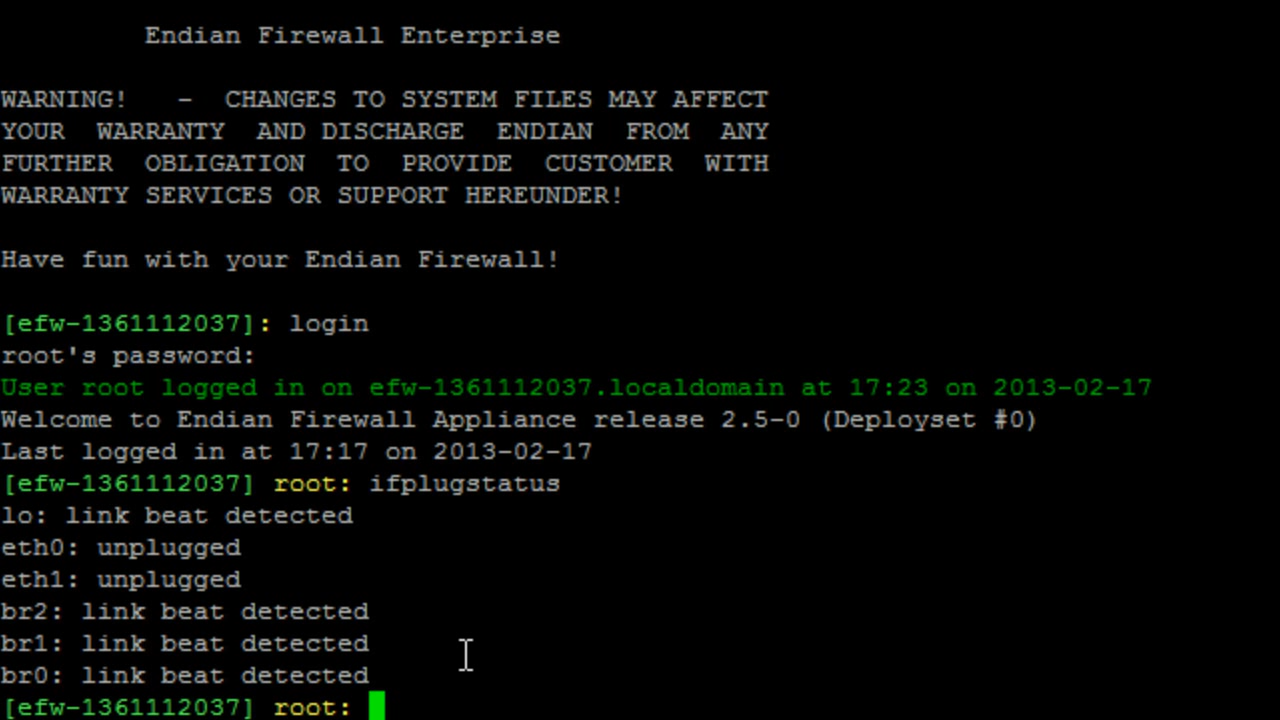 Endian Firewall Enterprise
WARNING!   -  CHANGES TO SYSTEM FILES MAY AFFECT
YOUR  WARRANTY  AND DISCHARGE  ENDIAN  FROM  ANY
FURTHER  OBLIGATION  TO  PROVIDE  CUSTOMER  WITH
WARRANTY SERVICES OR SUPPORT HEREUNDER!
Have fun with your Endian Firewall!
[efw-1361112037]: login
root's password:
User root logged in on efw-1361112037.localdomain at 17:23 on 2013-02-17
Welcome to Endian Firewall Appliance release 2.5-0 (Deployset #0)
Last logged in at 17:17 on 2013-02-17
[efw-1361112037] root: ifplugstatus
lo: link beat detected
eth0: unplugged
eth1: unplugged
br2: link beat detected
br1: link beat detected
br0: link beat detected
[efw-1361112037] root: